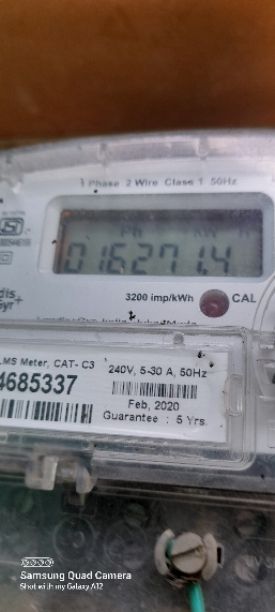 1 Phase 2 Wire Class 1 50Hz
016271.4
3200 imp/kWh CAL
LMS Meter, CAT- C3
4685337
240V, 5-30 A, 50Hz
Feb, 2020
Guarantee : 5 Yrs.
Samsung Quad Camera
Shot with my Galaxy A12